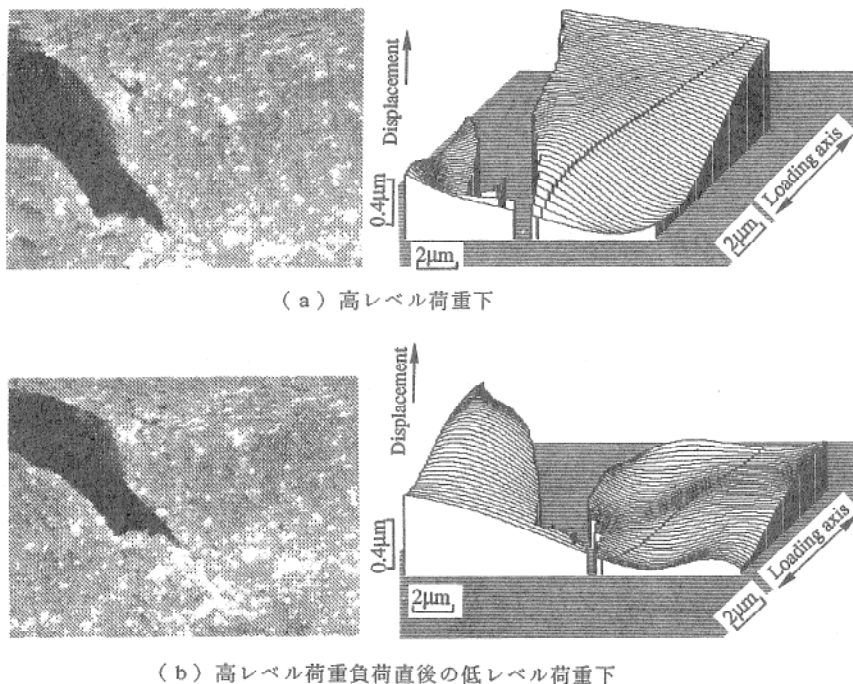 Displacement
0.4μm
2μm
2μm
Loading axis
（a）高レベル荷重下
Displacement
0.4μm
2μm
2μm
Loading axis
（b）高レベル荷重負荷直後の低レベル荷重下